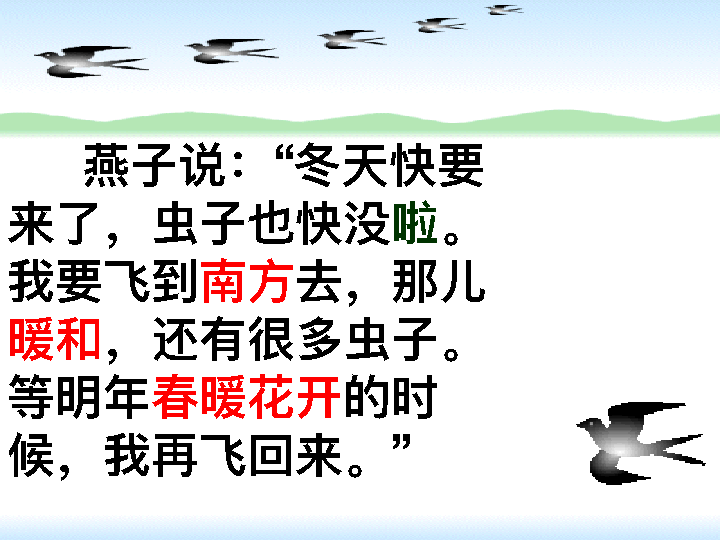 燕子说：“冬天快要
来了，虫子也快没啦。
我要飞到南方去，那儿
暖和，还有很多虫子。
等明年春暖花开的时
候，我再飞回来。”